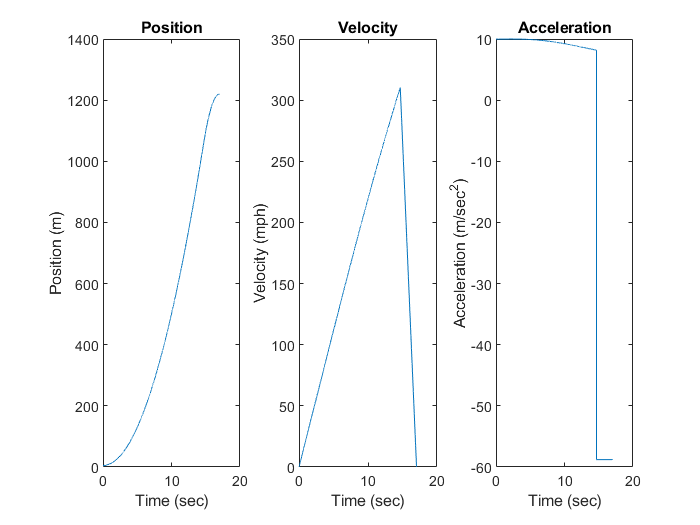 Position
Position (m)
1400
1200
1000
800
600
400
200
0
0 10 20
Time (sec)
Velocity
Velocity (mph)
350
300
250
200
150
100
50
0
0 10 20
Time (sec)
Acceleration
Acceleration (m/sec²)
10
0
-10
-20
-30
-40
-50
-60
0 10 20
Time (sec)